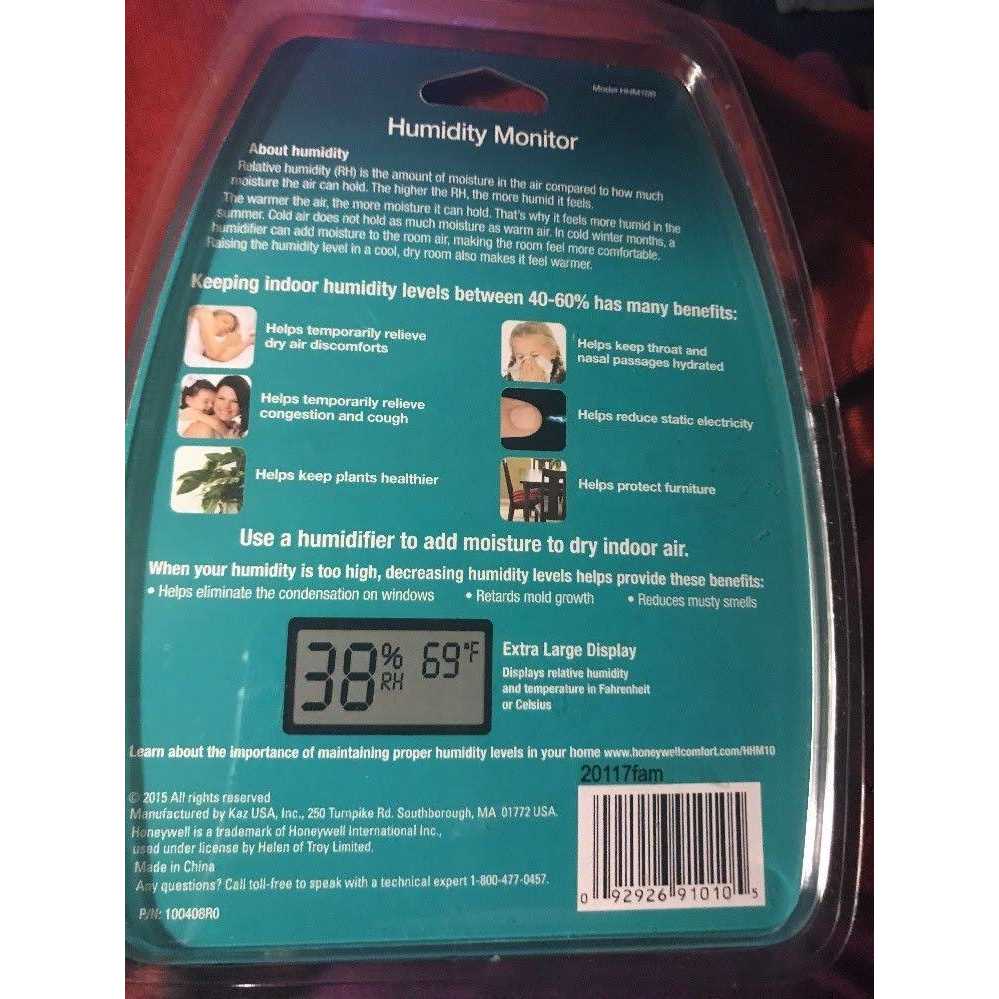 Model HHM10B
Humidity Monitor
About humidity
Relative humidity (RH) is the amount of moisture in the air compared to how much
moisture the air can hold. The higher the RH, the more humid it feels.
The warmer the air, the more moisture it can hold. That's why it feels more humid in the
summer. Cold air does not hold as much moisture as warm air. In cold winter months, a
humidifier can add moisture to the room air, making the room feel more comfortable.
Raising the humidity level in a cool, dry room also makes it feel warmer.
Keeping indoor humidity levels between 40-60% has many benefits:
Helps temporarily relieve
dry air discomforts
Helps keep throat and
nasal passages hydrated
Helps temporarily relieve
congestion and cough
Helps reduce static electricity
Helps keep plants healthier
Helps protect furniture
Use a humidifier to add moisture to dry indoor air.
When your humidity is too high, decreasing humidity levels helps provide these benefits:
• Helps eliminate the condensation on windows • Retards mold growth • Reduces musty smells
38 % RH 69°F
Extra Large Display
Displays relative humidity
and temperature in Fahrenheit
or Celsius
Learn about the importance of maintaining proper humidity levels in your home www.honeywellcomfort.com/HHM10
20117fam
© 2015 All rights reserved
Manufactured by Kaz USA, Inc., 250 Turnpike Rd. Southborough, MA 01772 USA.
Honeywell is a trademark of Honeywell International Inc.,
used under license by Helen of Troy Limited.
Made in China
Any questions? Call toll-free to speak with a technical expert 1-800-477-0457.
P/N: 100408R0
0 92926 91010 5